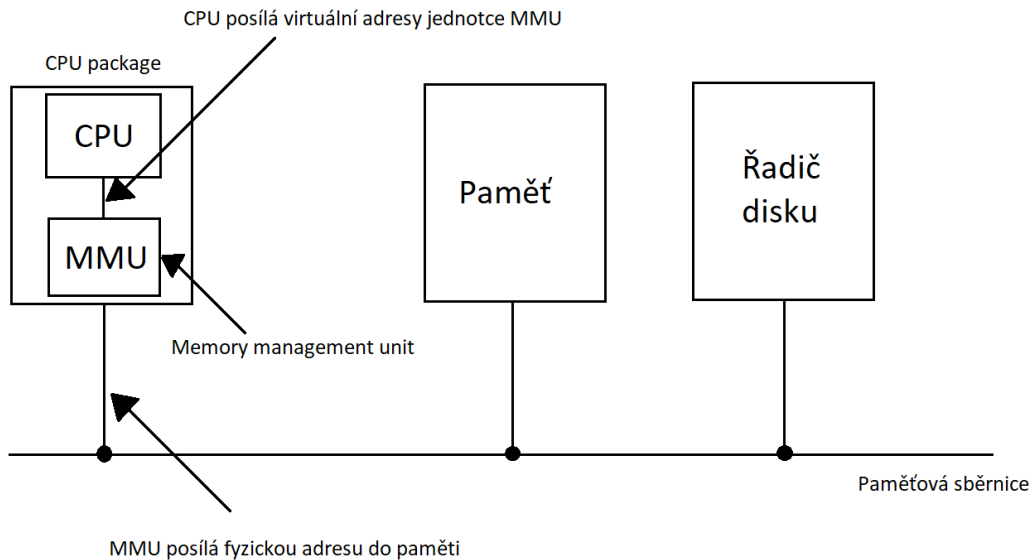 CPU posílá virtuální adresy jednotce MMU
CPU package
CPU
MMU
Paměť
Řadič
disku
Memory management unit
Paměťová sběrnice
MMU posílá fyzickou adresu do paměti